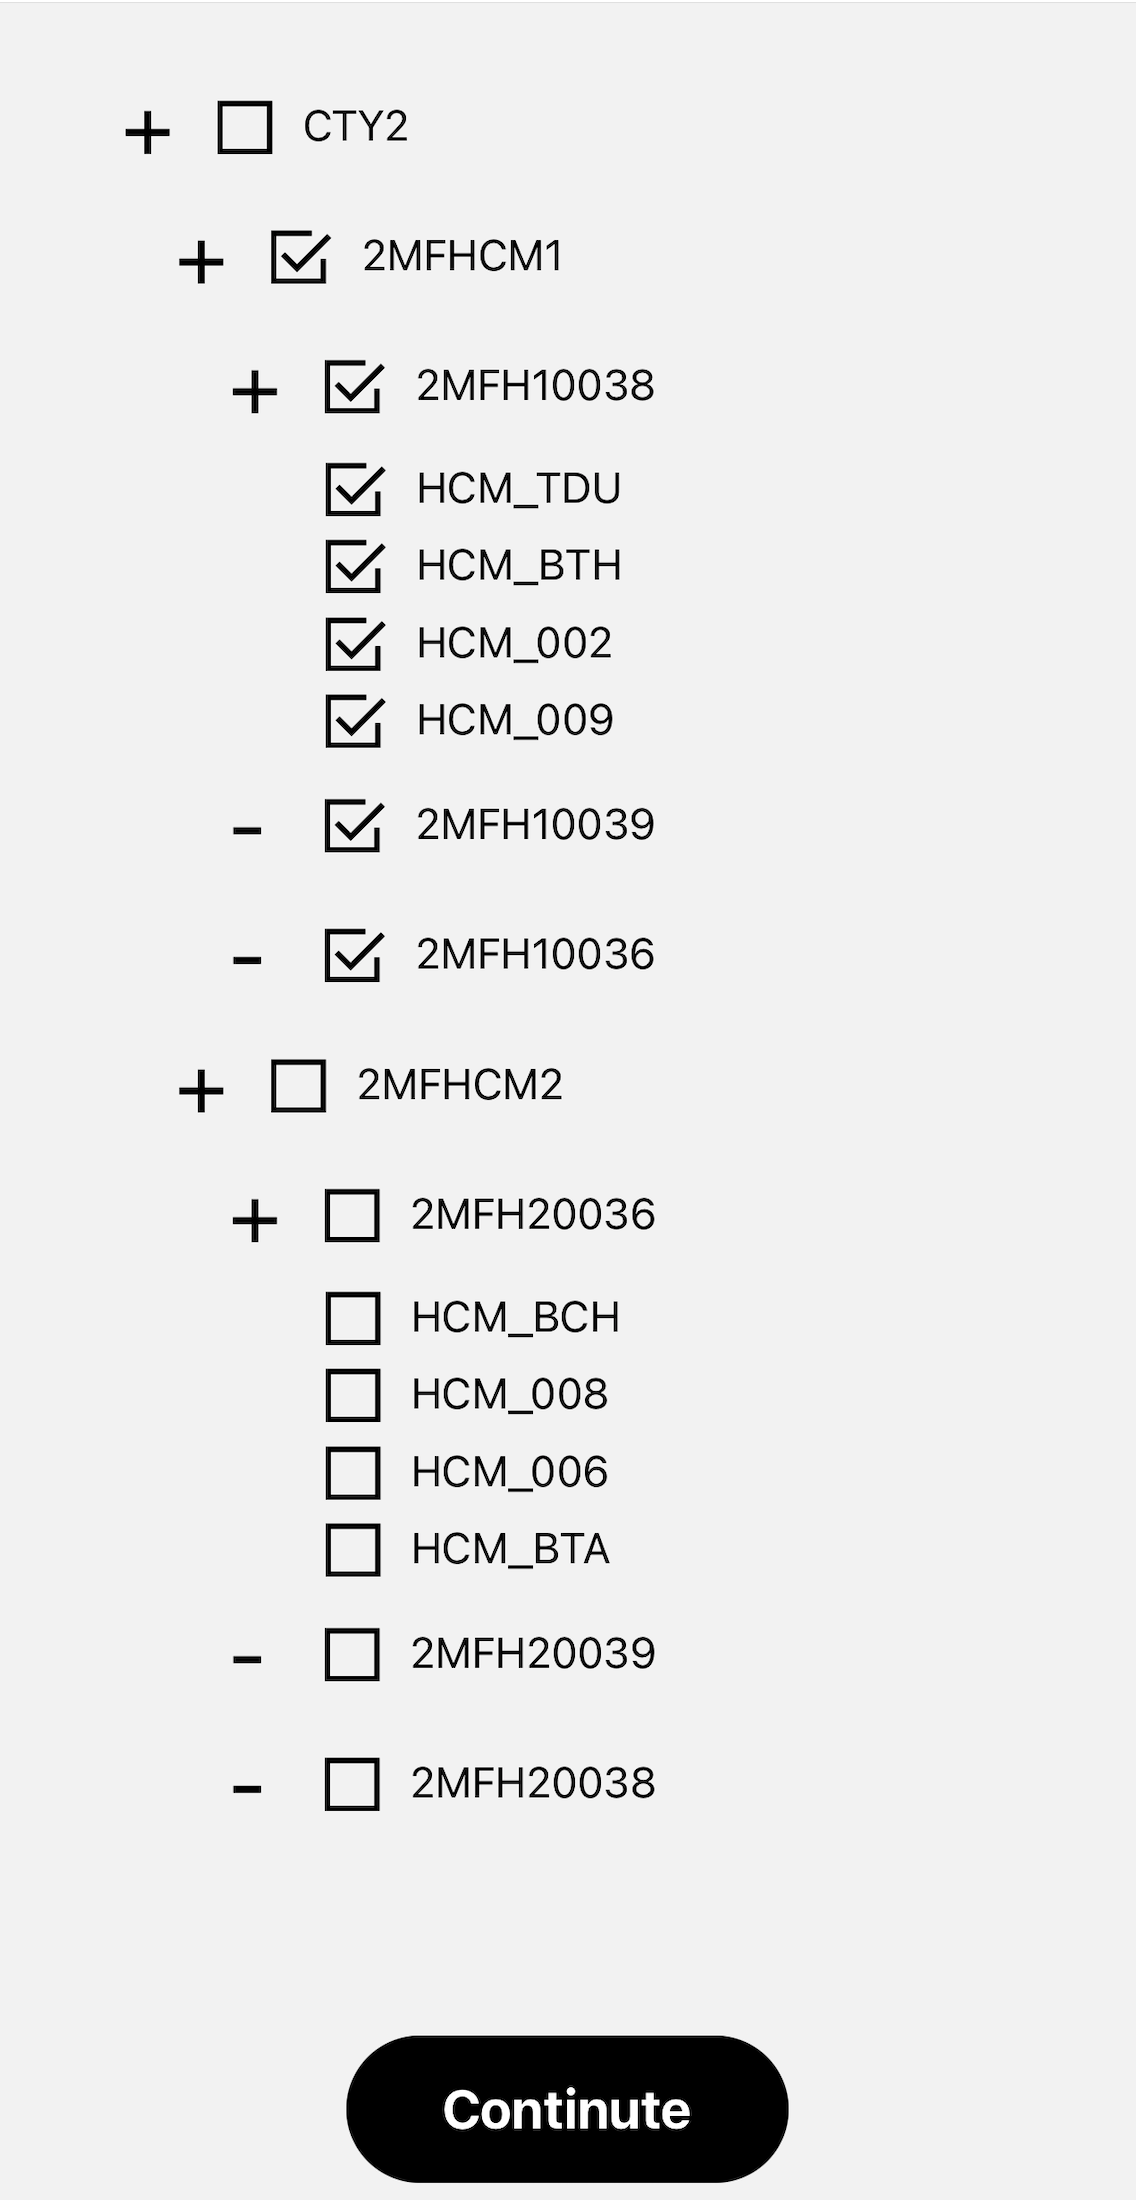 + CTY2
+ 2MFHCM1
+ 2MFH10038
HCM_TDU
HCM_BTH
HCM_002
HCM_009
- 2MFH10039
- 2MFH10036
+ 2MFHCM2
+ 2MFH20036
HCM_BCH
HCM_008
HCM_006
HCM_BTA
- 2MFH20039
- 2MFH20038
Continute